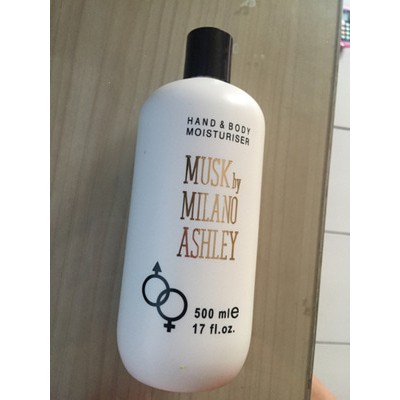 HAND & BODY
MOISTURISER
MUSK by
MILANO
ASHLEY
500 ml℮
17 fl.oz.